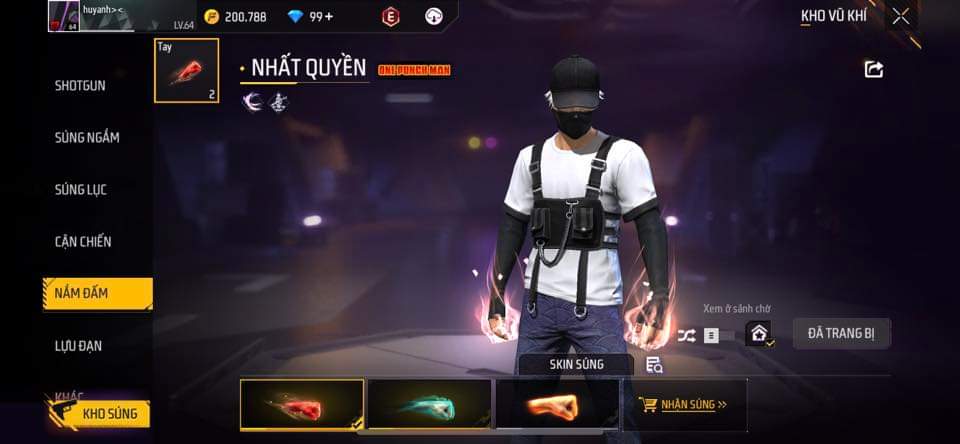 huyanh><
64
LV.64
200.788
99+
E
KHO VŨ KHÍ
Tay
2
NHẤT QUYỀN
ONE PUNCH MAN
SHOTGUN
SÚNG NGẮM
SÚNG LỤC
CẬN CHIẾN
NẮM ĐẤM
LỰU ĐẠN
KHÁC
KHO SÚNG
Xem ở sảnh chờ
ĐÃ TRANG BỊ
SKIN SÚNG
NHẬN SÚNG >>